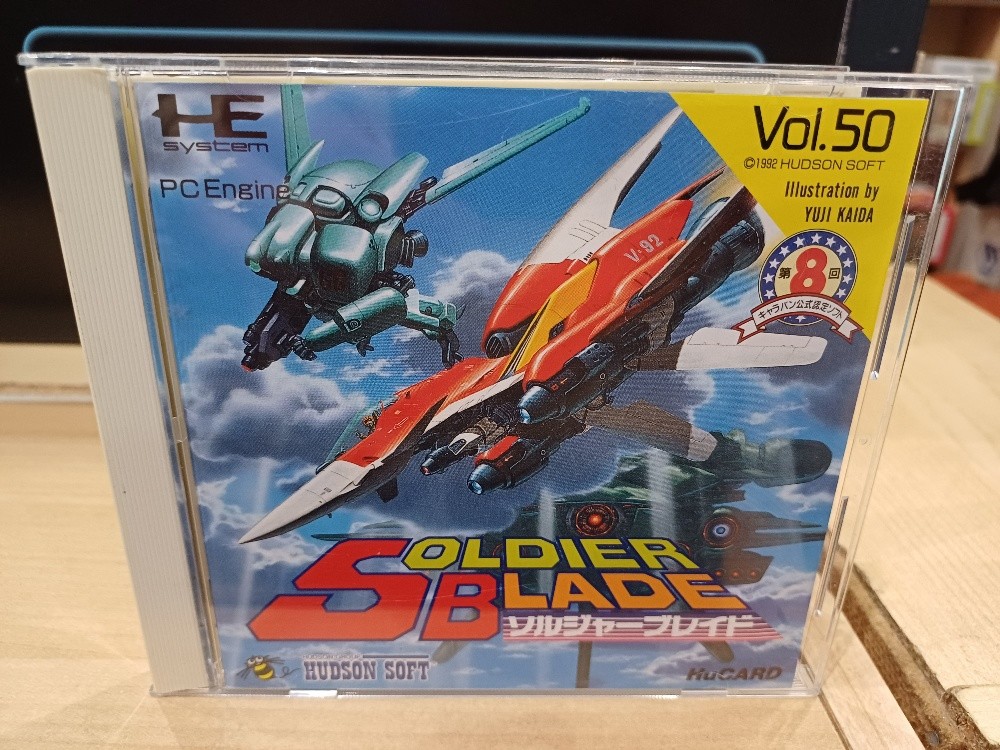 HE
system
PC Engine
Vol.50
©1992 HUDSON SOFT
Illustration by
YUJI KAIDA
第8回
キャラバン公式認定ソフト
V-92
SOLDIER
BLADE
ソルジャーブレイド
HUDSON SOFT
HuCARD